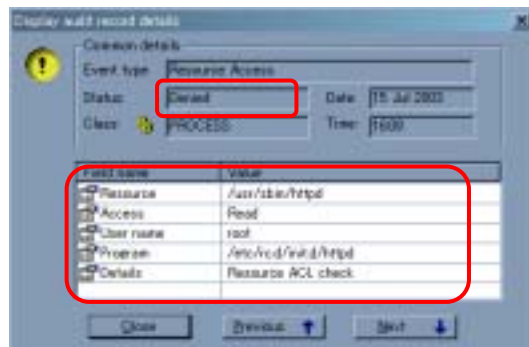 Display audit record details
Common details
Event type Resource Access
Status Denied Date 15 Jul 2003
Class PROCESS Time 16:00
Field name Value
Resource /usr/sbin/httpd
Access Read
User name root
Program /etc/rc.d/init.d/httpd
Details Resource ACL check
Close Previous Next